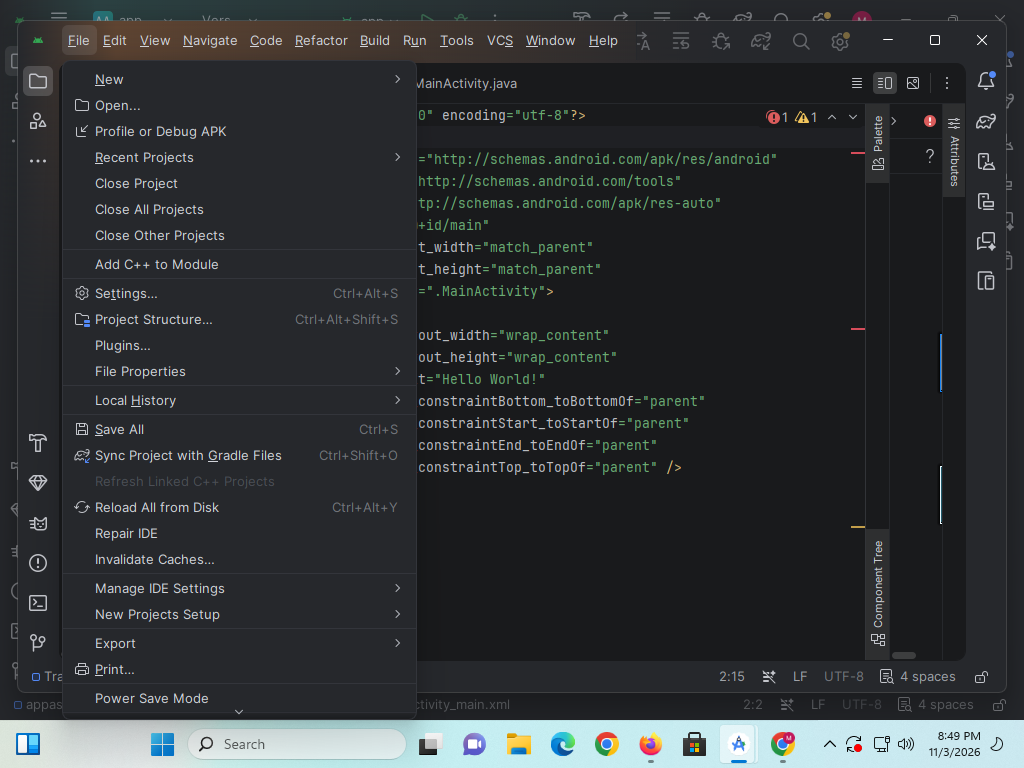 File Edit View Navigate Code Refactor Build Run Tools VCS Window Help
MainActivity.java
New
Open...
Profile or Debug APK
Recent Projects
Close Project
Close All Projects
Close Other Projects
Add C++ to Module
Settings... Ctrl+Alt+S
Project Structure... Ctrl+Alt+Shift+S
Plugins...
File Properties
Local History
Save All Ctrl+S
Sync Project with Gradle Files Ctrl+Shift+O
Refresh Linked C++ Projects
Reload All from Disk Ctrl+Alt+Y
Repair IDE
Invalidate Caches...
Manage IDE Settings
New Projects Setup
Export
Print...
Power Save Mode
0" encoding="utf-8"?>
1 1
="http://schemas.android.com/apk/res/android"
http://schemas.android.com/tools"
tp://schemas.android.com/apk/res-auto"
+id/main"
t_width="match_parent"
t_height="match_parent"
=".MainActivity">
out_width="wrap_content"
out_height="wrap_content"
t="Hello World!"
constraintBottom_toBottomOf="parent"
constraintStart_toStartOf="parent"
constraintEnd_toEndOf="parent"
constraintTop_toTopOf="parent" />
Palette
Component Tree
?
Attributes
Tra
2:15 LF UTF-8 4 spaces
appas
ctivity_main.xml
2:2 LF UTF-8 4 spaces
Search
8:49 PM
11/3/2026